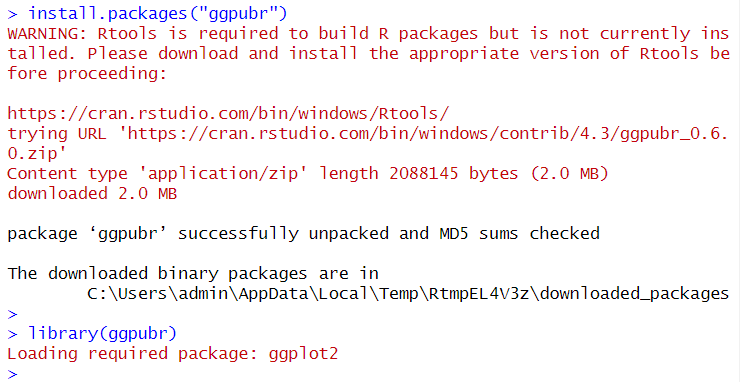 > install.packages("ggpubr")
WARNING: Rtools is required to build R packages but is not currently ins
talled. Please download and install the appropriate version of Rtools be
fore proceeding:
https://cran.rstudio.com/bin/windows/Rtools/
trying URL 'https://cran.rstudio.com/bin/windows/contrib/4.3/ggpubr_0.6.
0.zip'
Content type 'application/zip' length 2088145 bytes (2.0 MB)
downloaded 2.0 MB
package ‘ggpubr’ successfully unpacked and MD5 sums checked
The downloaded binary packages are in
        C:\Users\admin\AppData\Local\Temp\RtmpEL4V3z\downloaded_packages
>
> library(ggpubr)
Loading required package: ggplot2
>